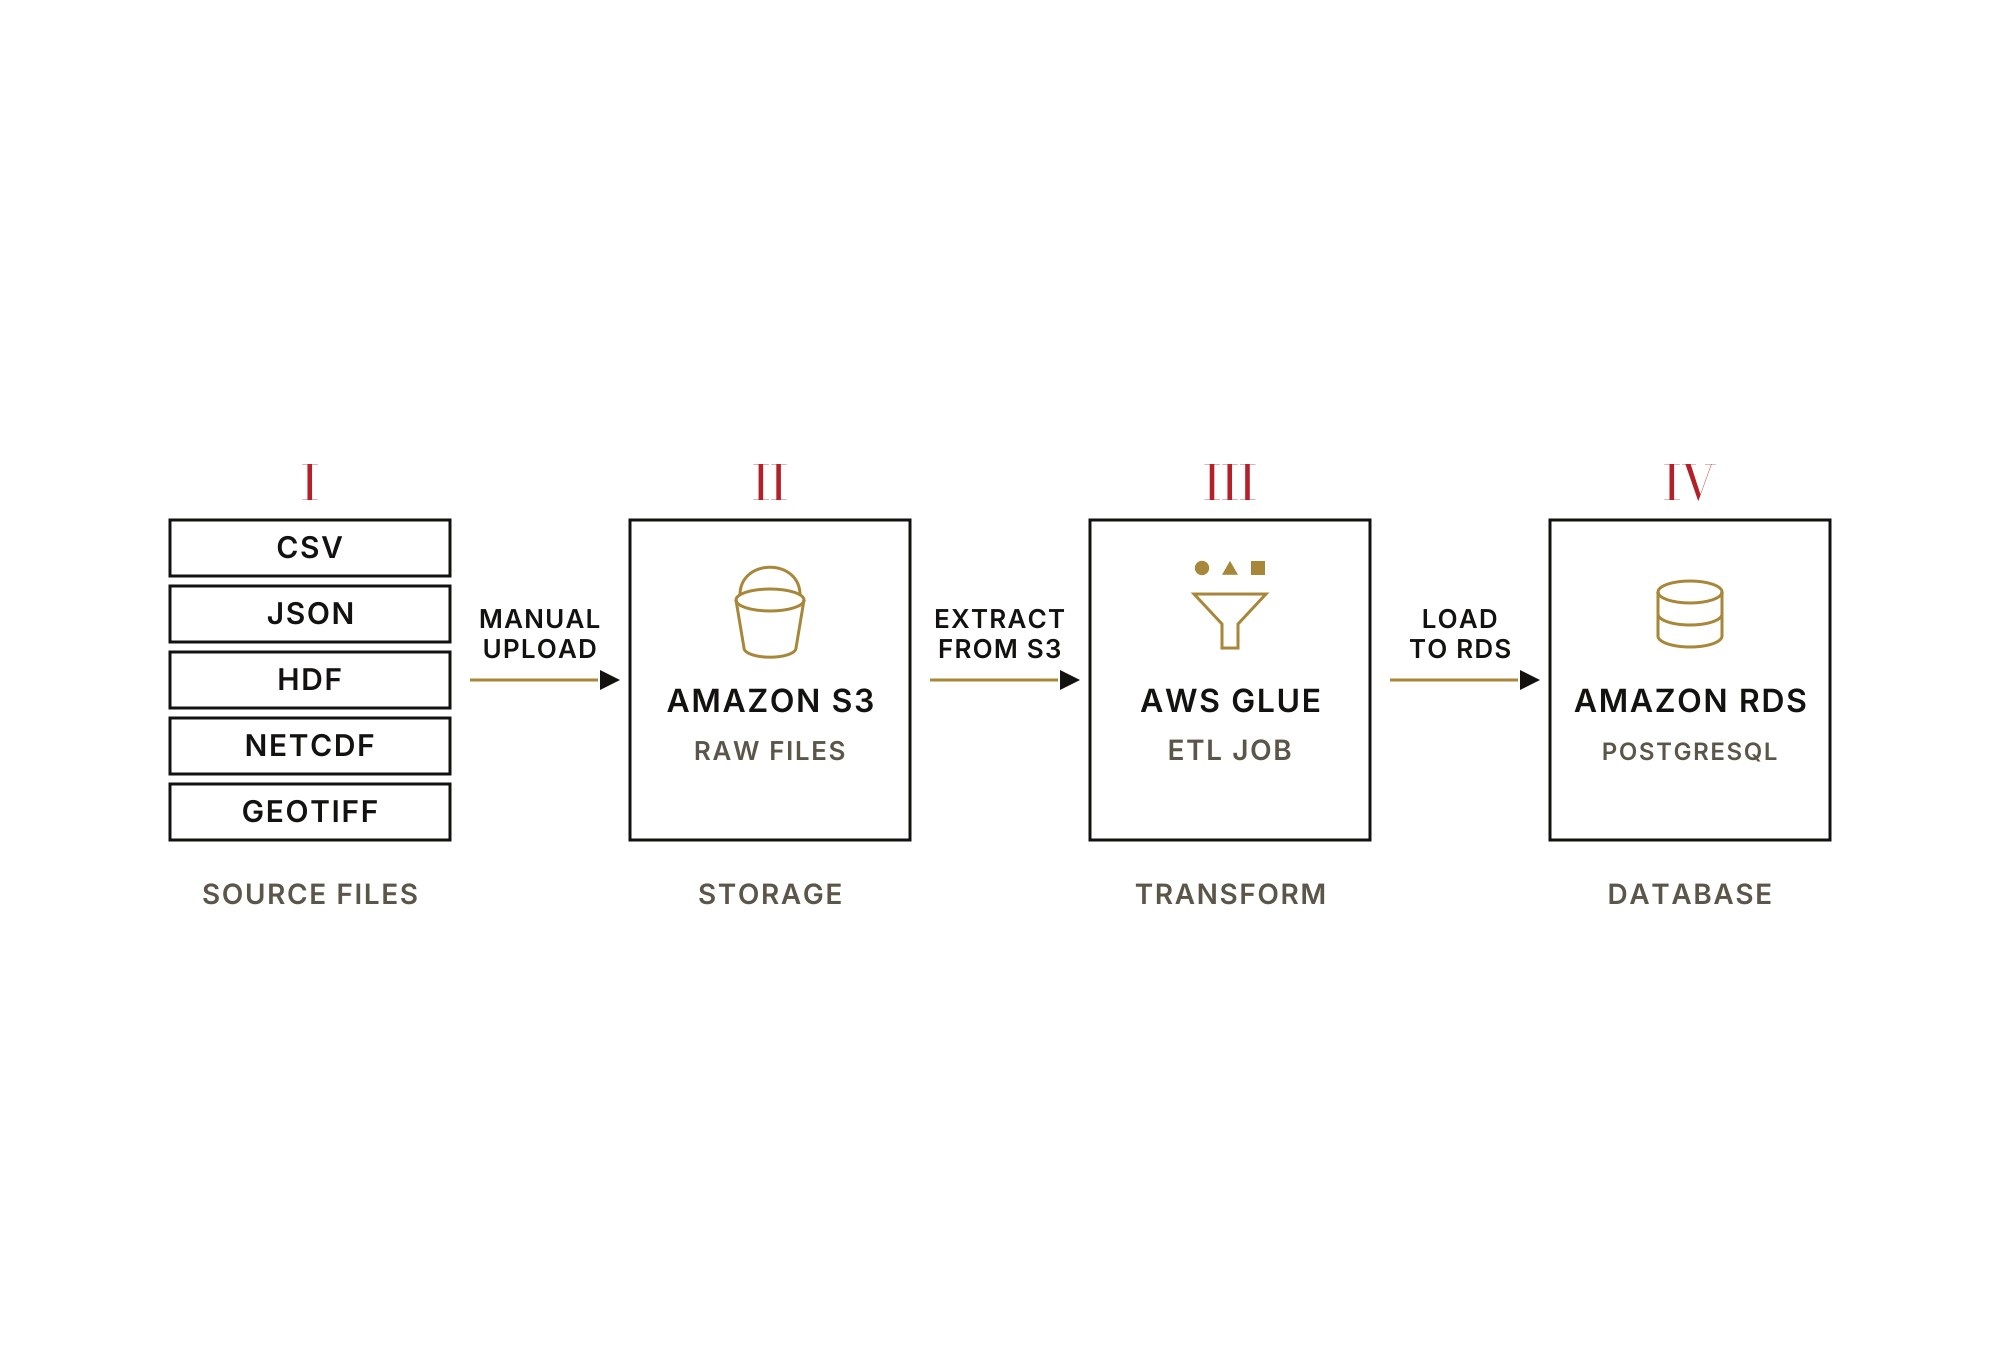 I
CSV
JSON
HDF
NETCDF
GEOTIFF
SOURCE FILES
MANUAL
UPLOAD
II
AMAZON S3
RAW FILES
STORAGE
EXTRACT
FROM S3
III
AWS GLUE
ETL JOB
TRANSFORM
LOAD
TO RDS
IV
AMAZON RDS
POSTGRESQL
DATABASE